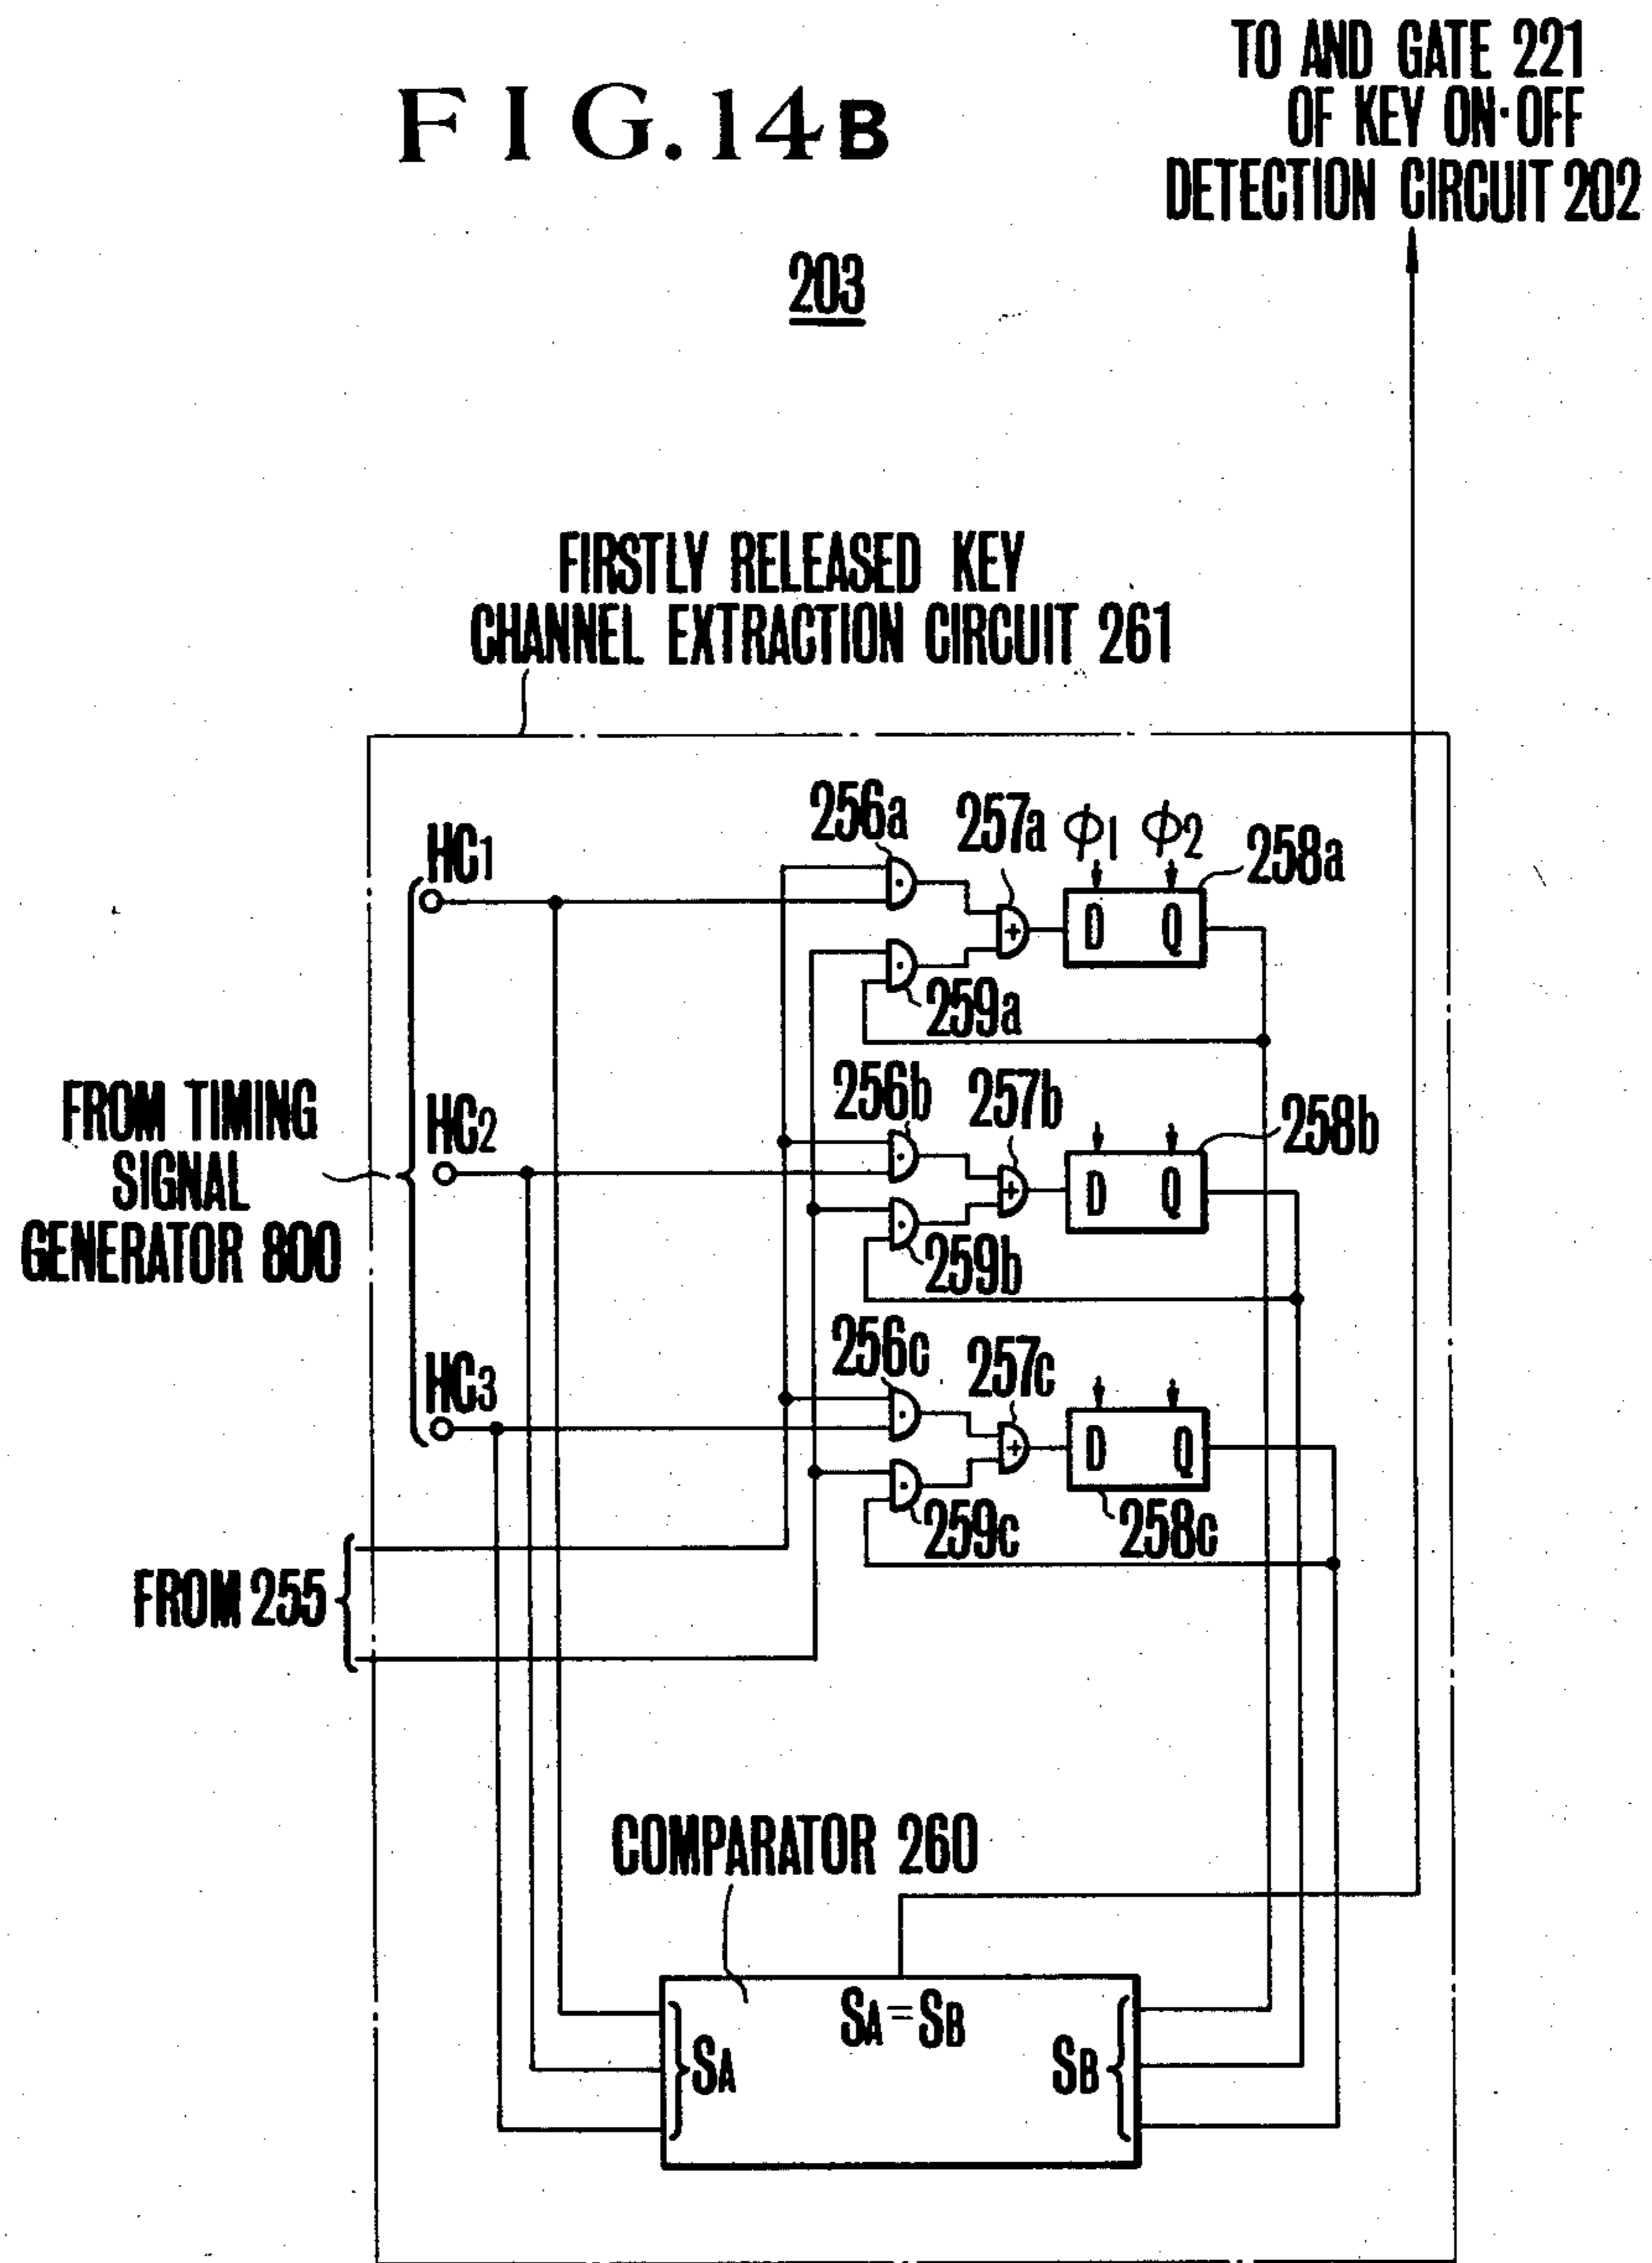 TO AND GATE 221
OF KEY ON·OFF
DETECTION CIRCUIT 202
FIG. 14B
203
FIRSTLY RELEASED KEY
CHANNEL EXTRACTION CIRCUIT 261
256a
257a
ϕ1
ϕ2
258a
HC1
D
Q
259a
FROM TIMING
SIGNAL
GENERATOR 800
HC2
256b
257b
258b
D
Q
259b
HC3
256c
257c
D
Q
259c
258c
FROM 255
COMPARATOR 260
SA=SB
SA
SB